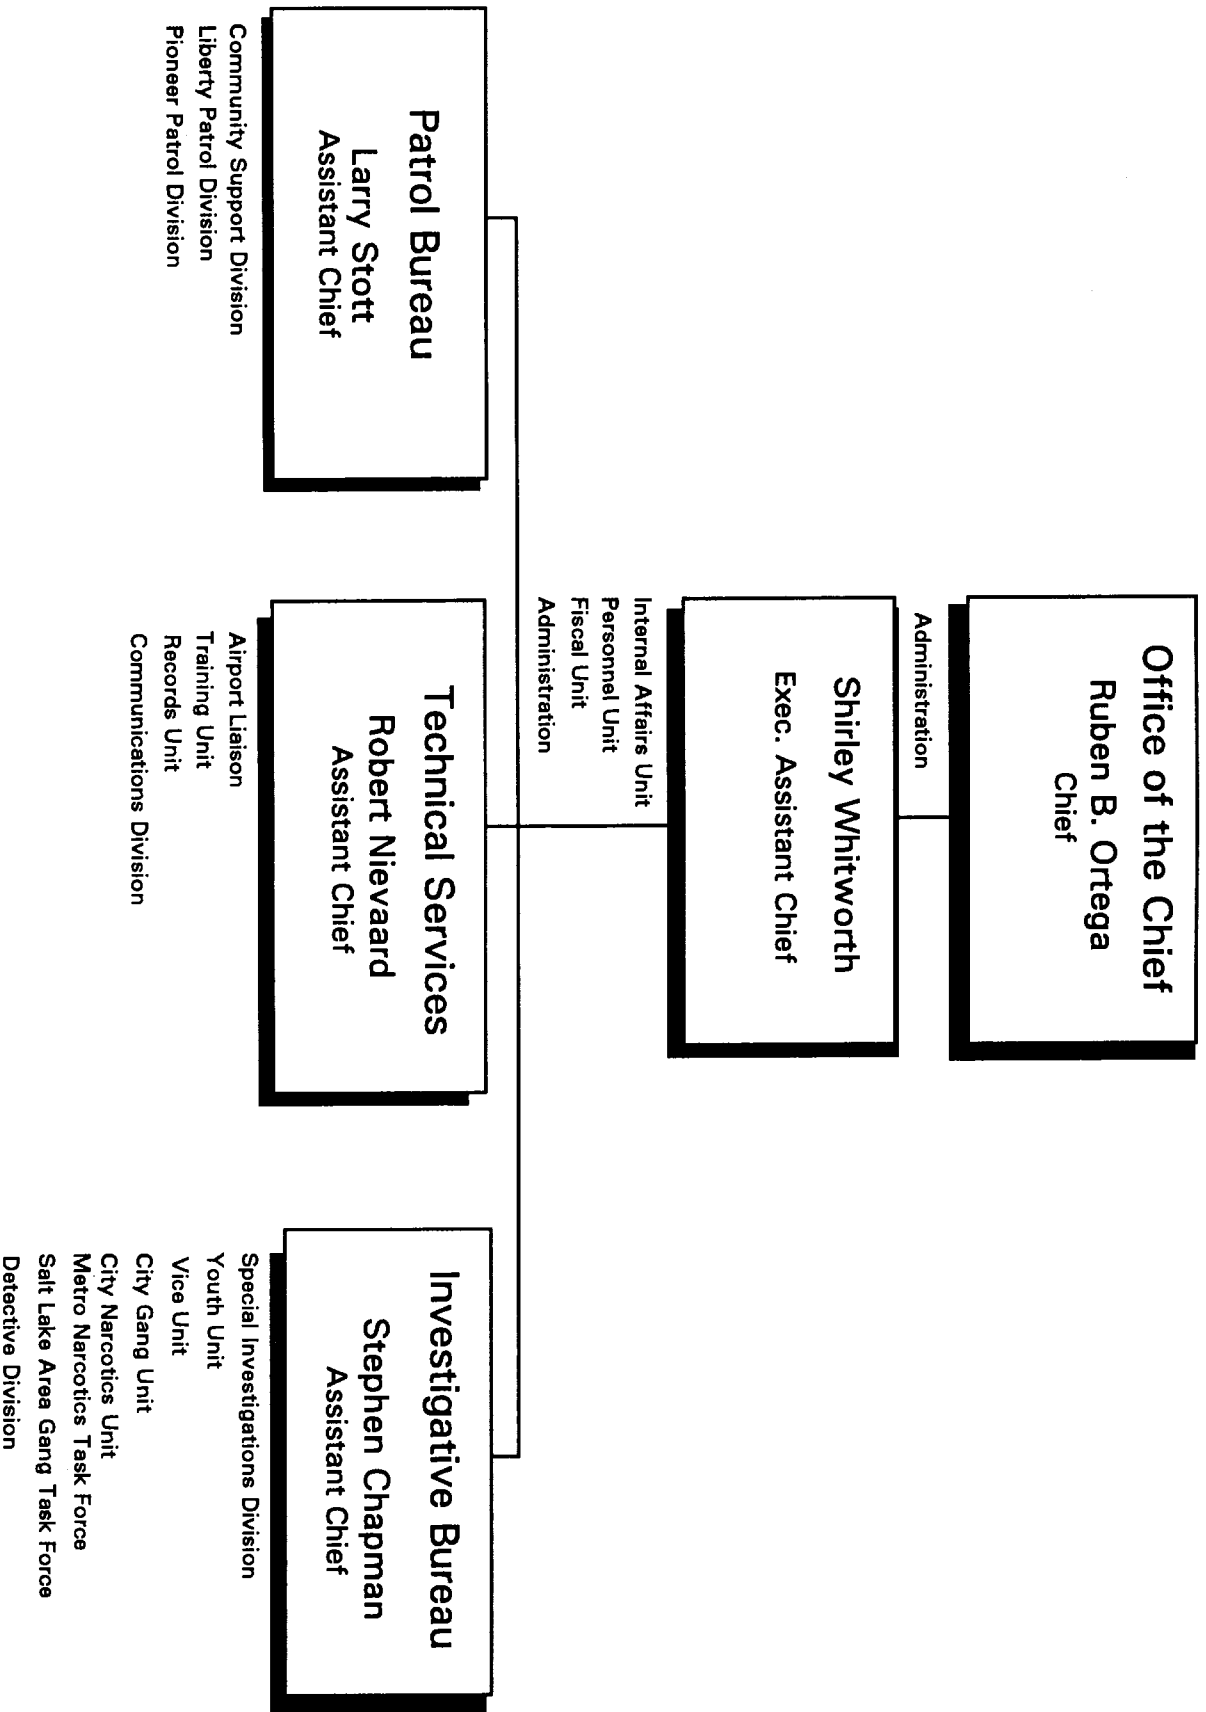 Office of the Chief
Ruben B. Ortega
Chief
Administration
Shirley Whitworth
Exec. Assistant Chief
Internal Affairs Unit
Personnel Unit
Fiscal Unit
Administration
Patrol Bureau
Larry Stott
Assistant Chief
Community Support Division
Liberty Patrol Division
Pioneer Patrol Division
Technical Services
Robert Nievaard
Assistant Chief
Airport Liaison
Training Unit
Records Unit
Communications Division
Investigative Bureau
Stephen Chapman
Assistant Chief
Special Investigations Division
Youth Unit
Vice Unit
City Gang Unit
City Narcotics Unit
Metro Narcotics Task Force
Salt Lake Area Gang Task Force
Detective Division